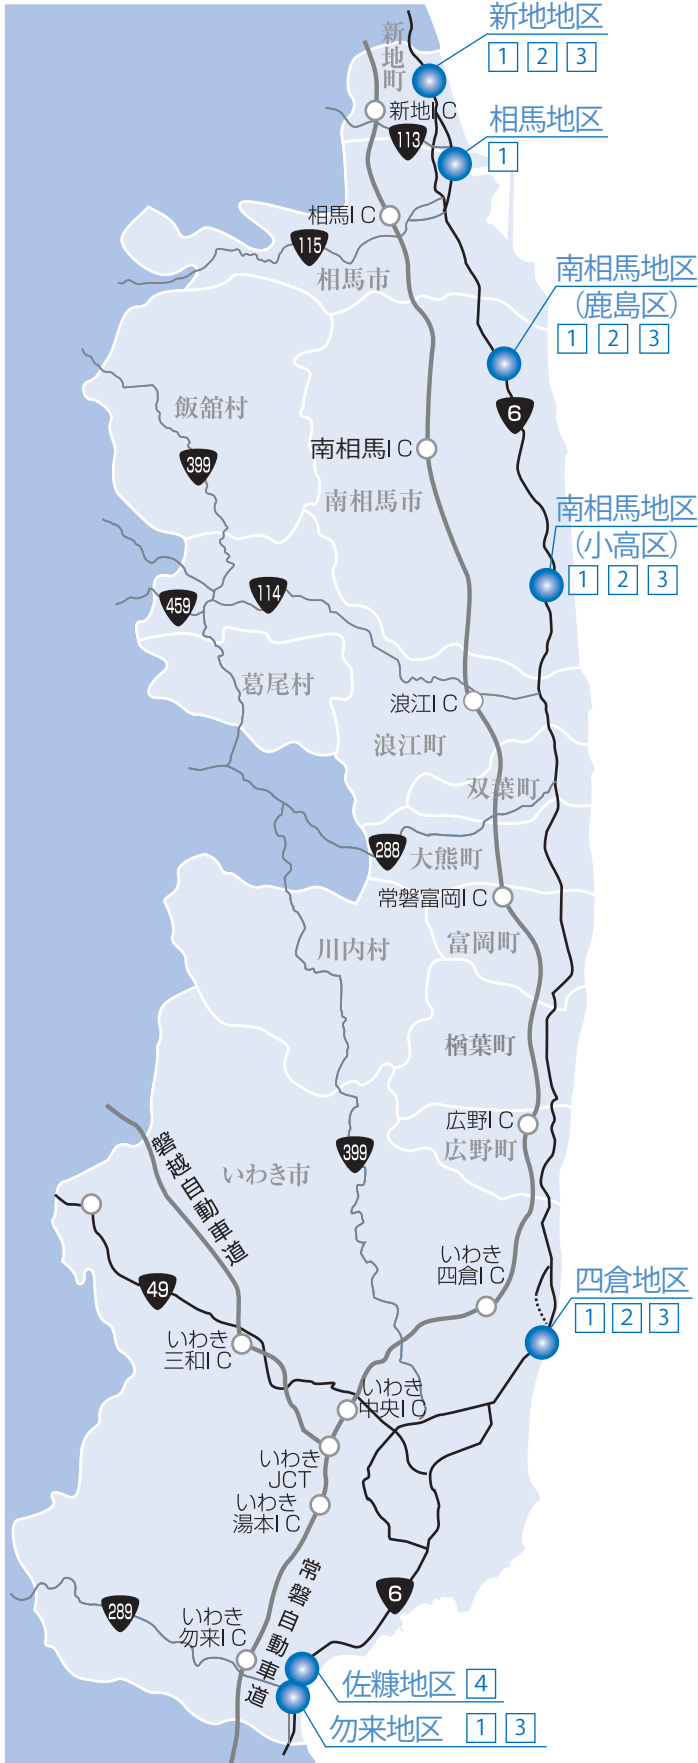 新地地区
1 2 3
新地町
新地IC
113
相馬地区
1
相馬IC
115
相馬市
南相馬地区
(鹿島区)
1 2 3
6
飯舘村
399
南相馬IC
南相馬市
南相馬地区
(小高区)
1 2 3
114
459
葛尾村
浪江IC
浪江町
双葉町
288
大熊町
常磐富岡IC
富岡町
川内村
楢葉町
広野IC
広野町
399
いわき市
磐越自動車道
いわき
四倉IC
四倉地区
1 2 3
49
いわき
三和IC
いわき
中央IC
いわき
JCT
いわき
湯本IC
常磐自動車道
6
289
いわき
勿来IC
佐糠地区 4
勿来地区 1 3